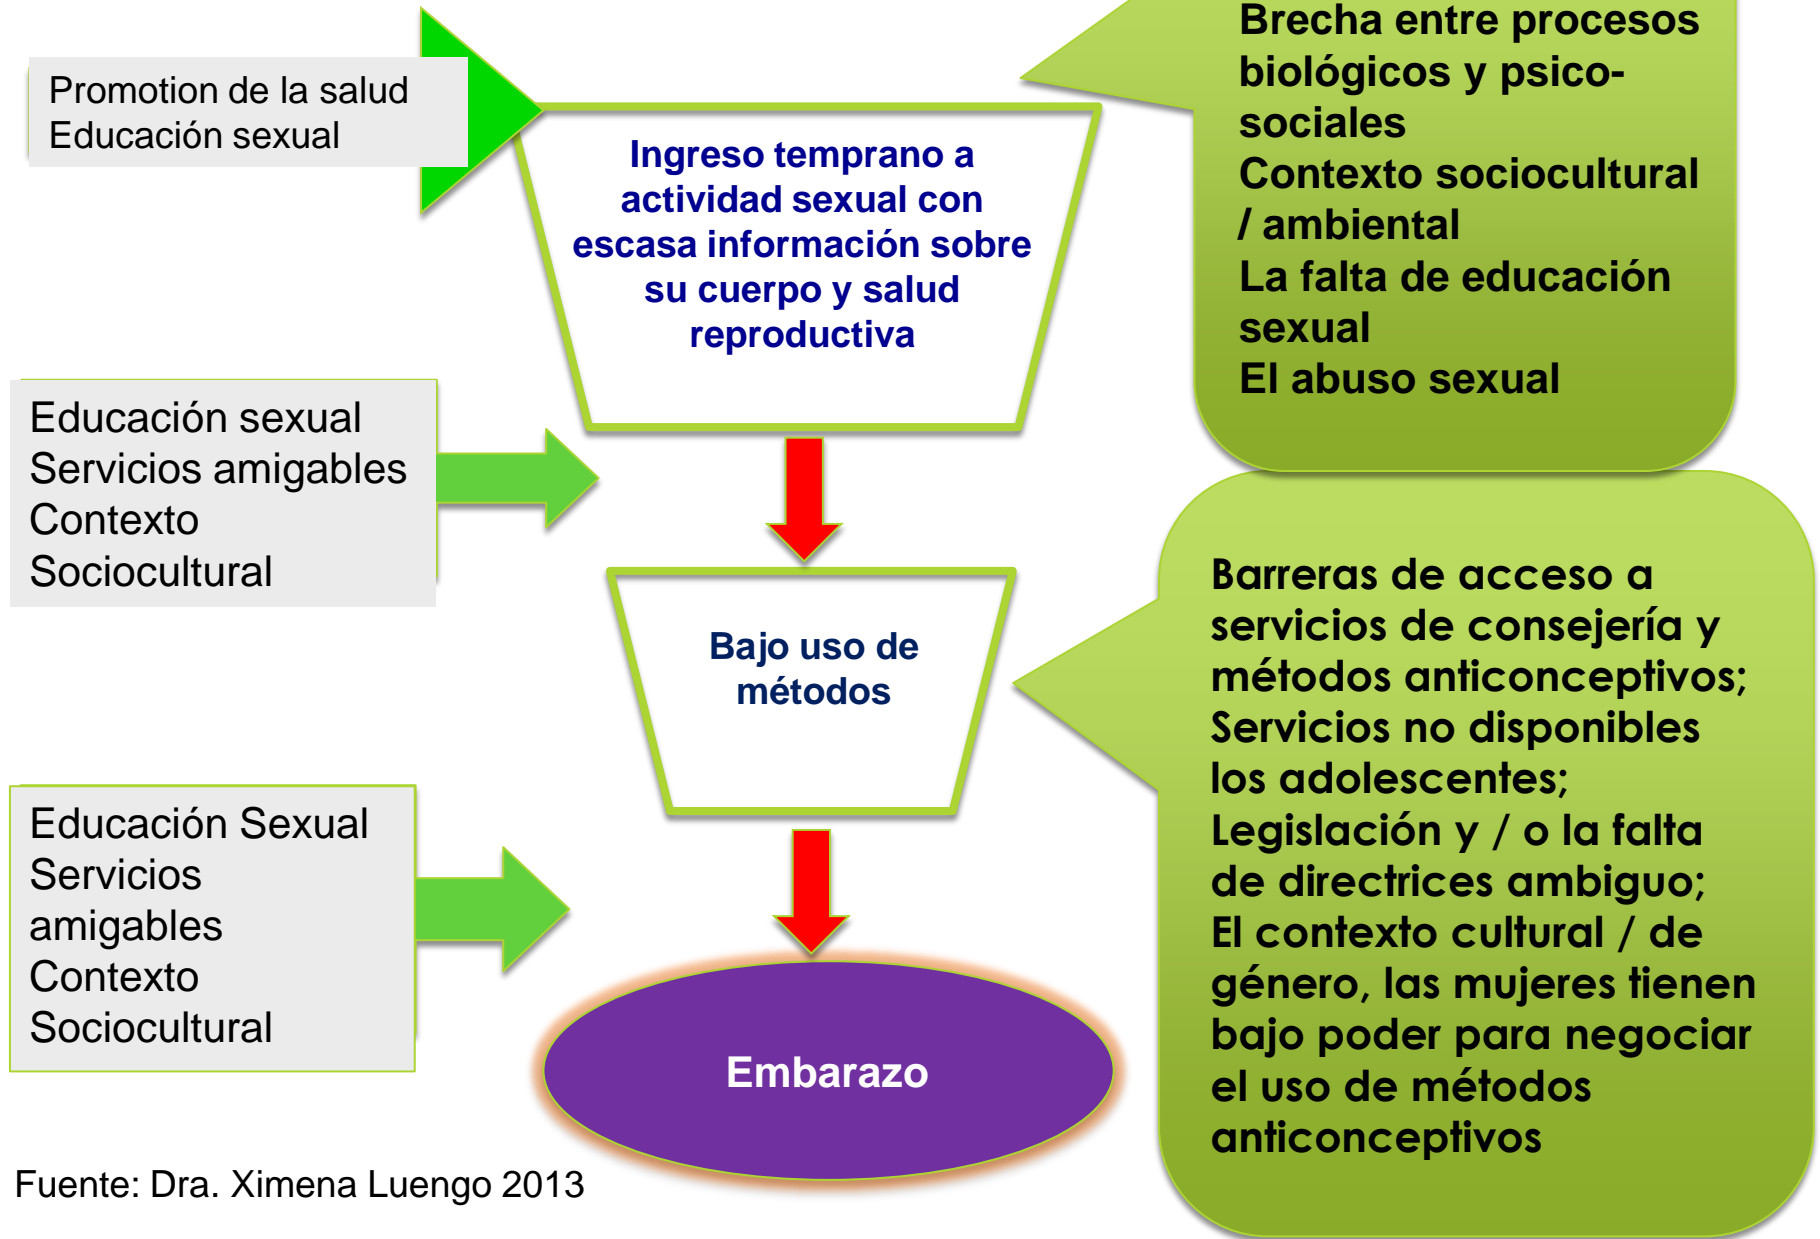 Promotion de la salud
Educación sexual
Ingreso temprano a
actividad sexual con
escasa información sobre
su cuerpo y salud
reproductiva
Brecha entre procesos
biológicos y psico-
sociales
Contexto sociocultural
/ ambiental
La falta de educación
sexual
El abuso sexual
Educación sexual
Servicios amigables
Contexto
Sociocultural
Bajo uso de
métodos
Barreras de acceso a
servicios de consejería y
métodos anticonceptivos;
Servicios no disponibles
los adolescentes;
Legislación y / o la falta
de directrices ambiguo;
El contexto cultural / de
género, las mujeres tienen
bajo poder para negociar
el uso de métodos
anticonceptivos
Educación Sexual
Servicios
amigables
Contexto
Sociocultural
Embarazo
Fuente: Dra. Ximena Luengo 2013